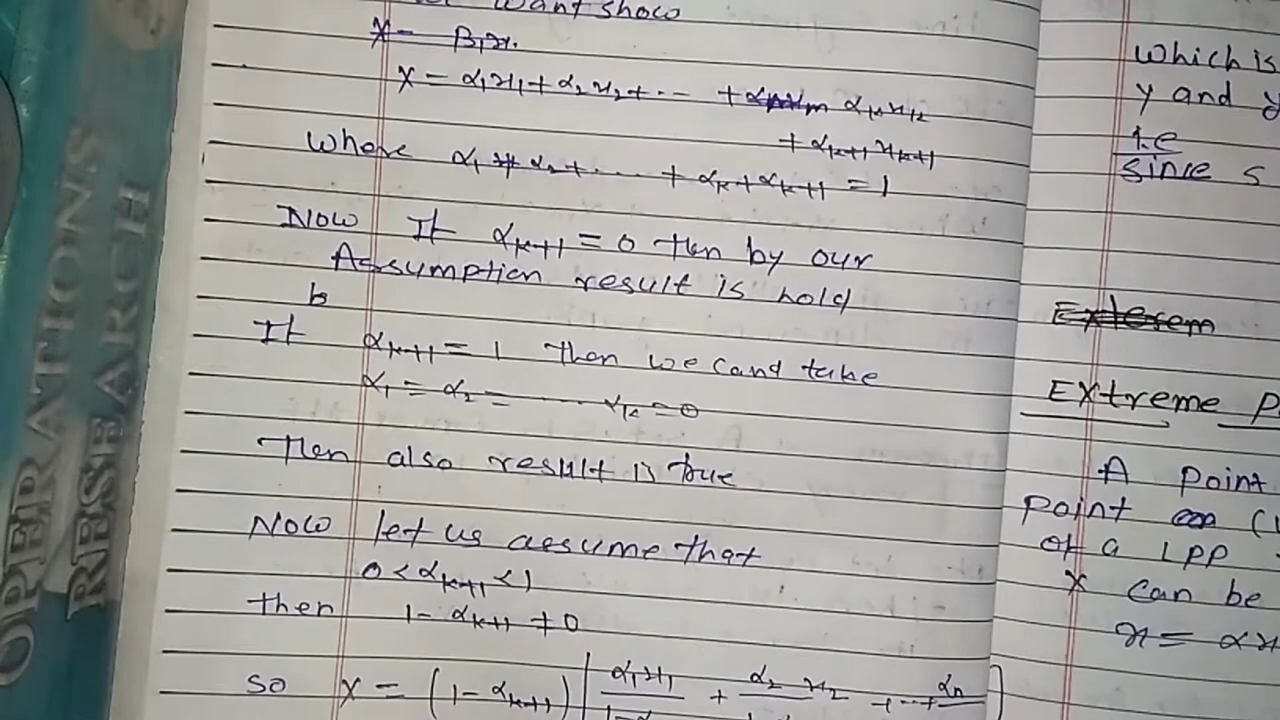 want show
x = β₁x.
x = α₁x₁ + α₂x₂ + ... + αₖxₖ
+ αₖ₊₁xₖ₊₁
Where α₁ + α₂ + ... + αₖ + αₖ₊₁ = 1
Now If αₖ₊₁ = 0 then by our
Assumption result is hold
If αₖ₊₁ = 1 then we cand take
α₁ = α₂ = ... αₖ = 0
Then also result is true
Now let us assume that
0 < αₖ₊₁ < 1
then 1 - αₖ₊₁ ≠ 0
so x = (1 - αₖ₊₁) [ α₁x₁ + α₂x₂ + ... + αₙ ]
which is
y and y
i.e
since s
Exterem
Extreme P
A point
point (
of a LPP
x can be
x = αx
OPERATIONS
RESEARCH